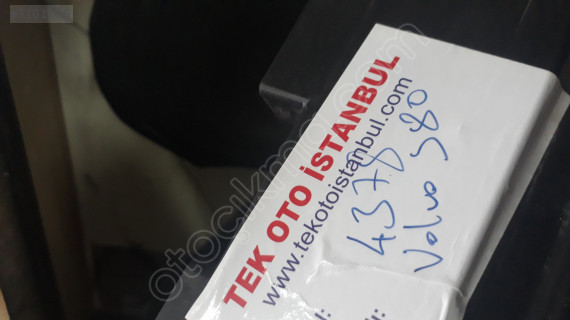 TEK OTO İSTANBUL
www.tekotoistanbul.com
4378
Volvo S80
otocikma.com